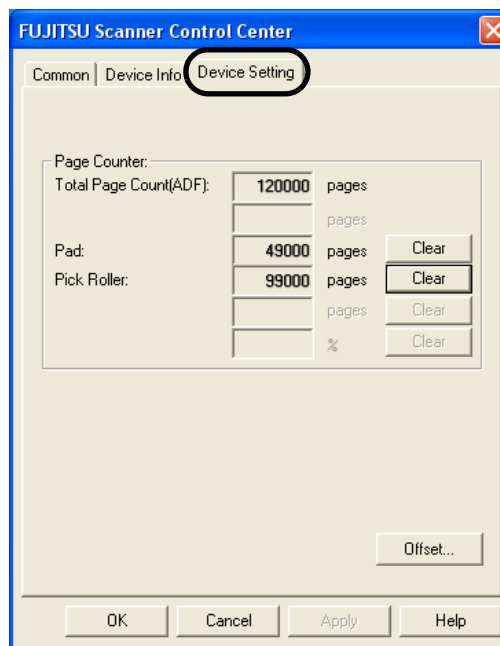 FUJITSU Scanner Control Center
Common Device Info Device Setting
Page Counter:
Total Page Count(ADF): 120000 pages
pages
Pad: 49000 pages Clear
Pick Roller: 99000 pages Clear
pages Clear
% Clear
Offset...
OK Cancel Apply Help